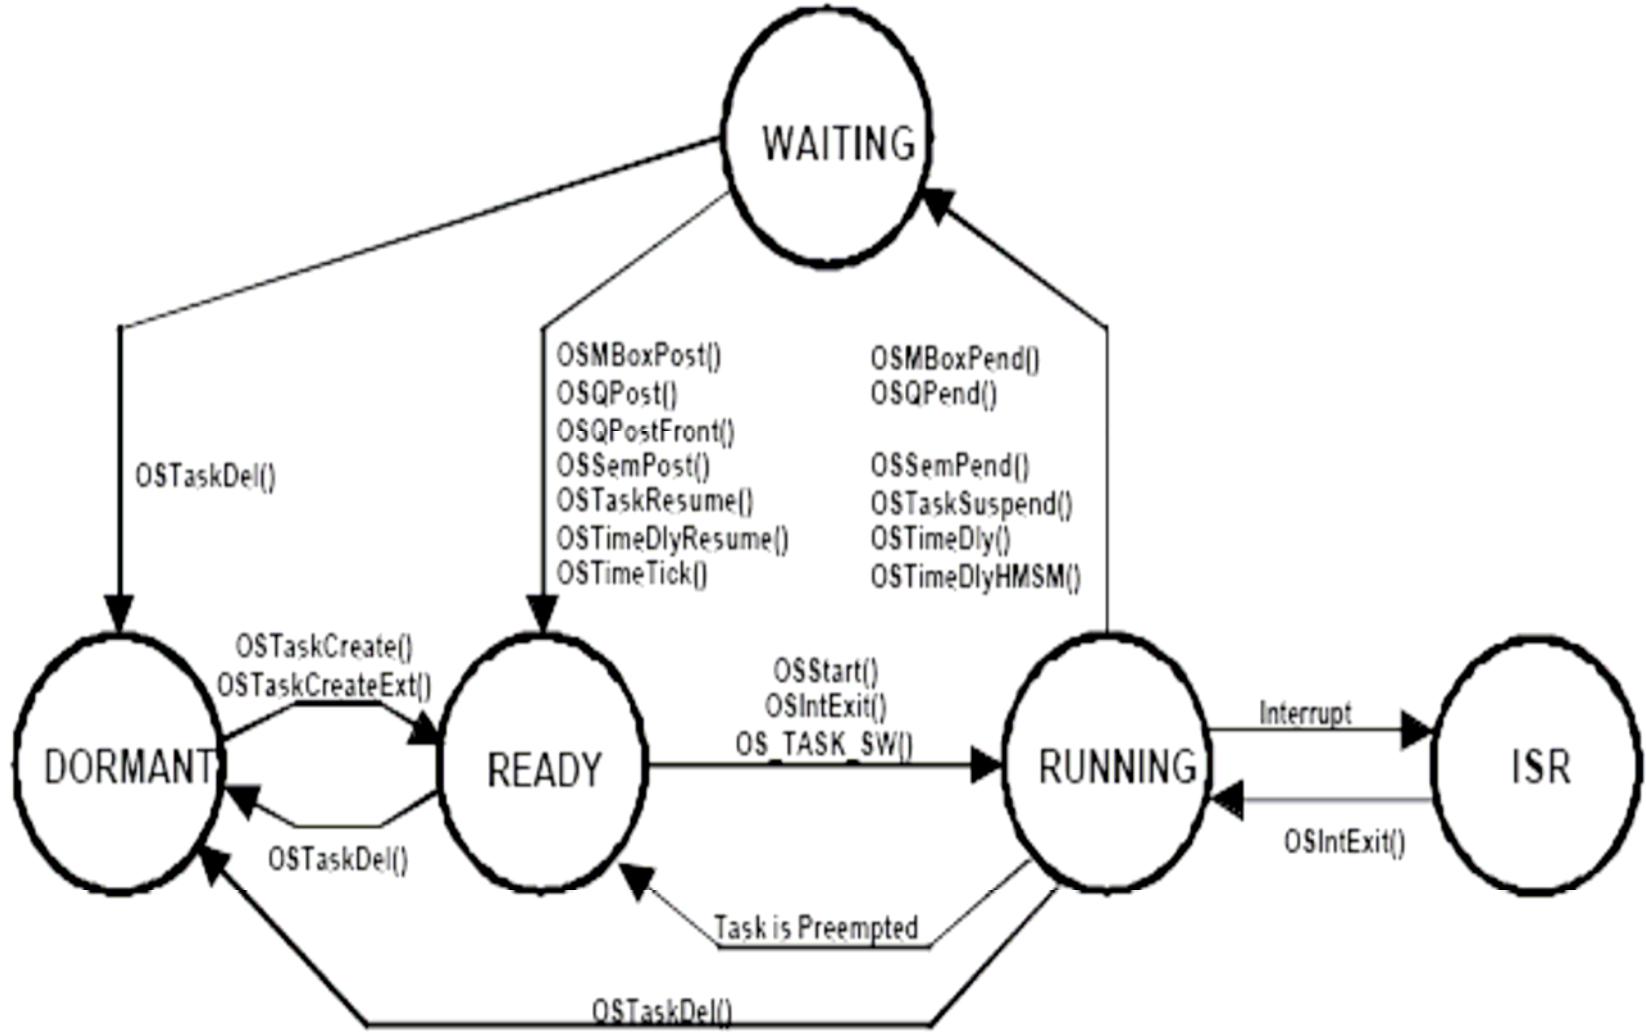 WAITING
OSMBoxPost()
OSQPost()
OSQPostFront()
OSSemPost()
OSTaskResume()
OSTimeDlyResume()
OSTimeTick()
OSMBoxPend()
OSQPend()
OSSemPend()
OSTaskSuspend()
OSTimeDly()
OSTimeDlyHMSM()
OSTaskDel()
OSTaskCreate()
OSTaskCreateExt()
OSStart()
OSIntExit()
OS_TASK_SW()
Interrupt
DORMANT
READY
RUNNING
ISR
OSTaskDel()
OSIntExit()
Task is Preempted
OSTaskDel()